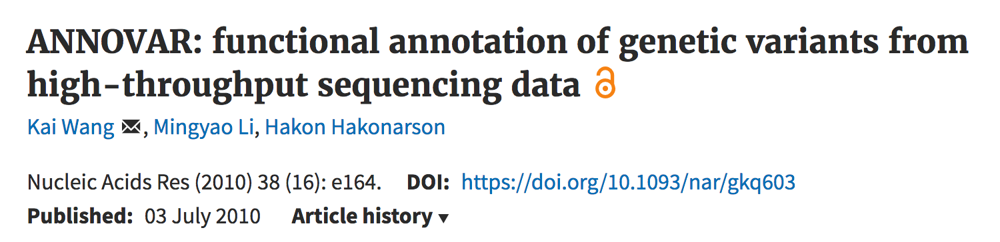 ANNOVAR: functional annotation of genetic variants from
high-throughput sequencing data
Kai Wang, Mingyao Li, Hakon Hakonarson
Nucleic Acids Res (2010) 38 (16): e164. DOI: https://doi.org/10.1093/nar/gkq603
Published: 03 July 2010 Article history